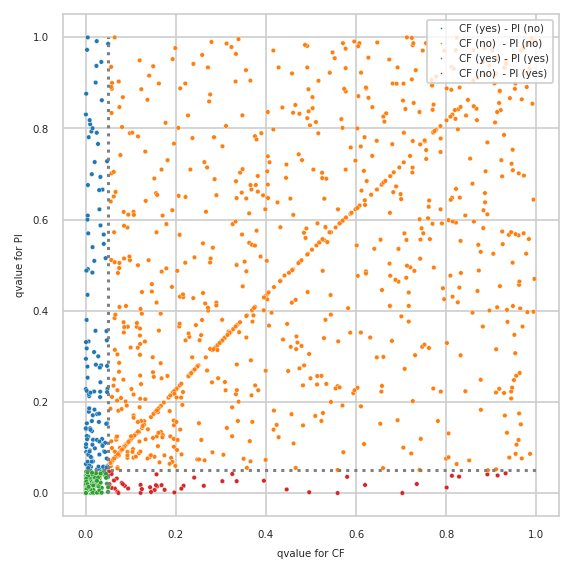 CF (yes) - PI (no)
CF (no) - PI (no)
CF (yes) - PI (yes)
CF (no) - PI (yes)
1.0
0.8
0.6
0.4
0.2
0.0
qvalue for PI
0.0 0.2 0.4 0.6 0.8 1.0
qvalue for CF